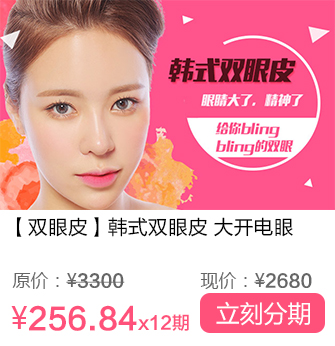 韩式双眼皮
眼睛大了，精神了
给你bling
bling的双眼
【双眼皮】韩式双眼皮 大开电眼
原价：¥3300 现价：¥2680
¥256.84x12期 立刻分期